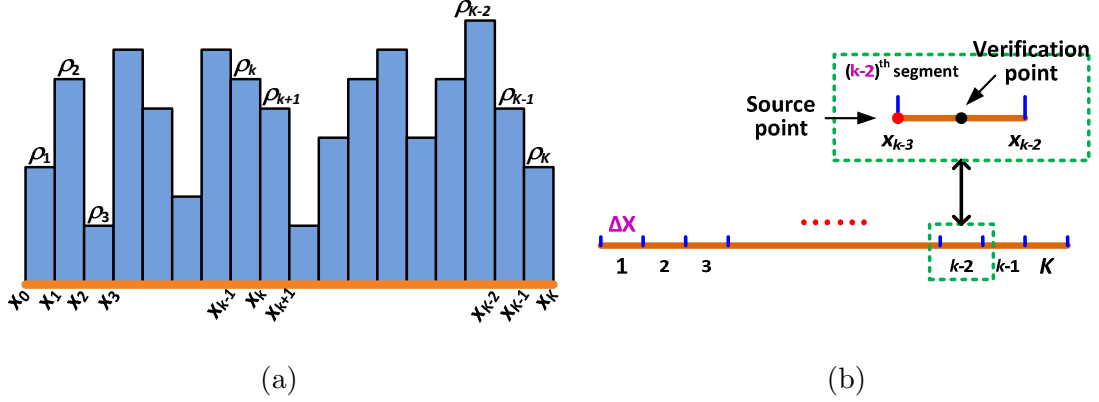 ρ1
ρ2
ρ3
ρk
ρk+1
ρK-2
ρK-1
ρK
x0
x1
x2
x3
xk-1
xk
xk+1
xK-2
xK-1
xK
(a)
Verification
point
(k-2)th segment
Source
point
xk-3
xk-2
ΔX
......
1
2
3
k-2
k-1
K
(b)